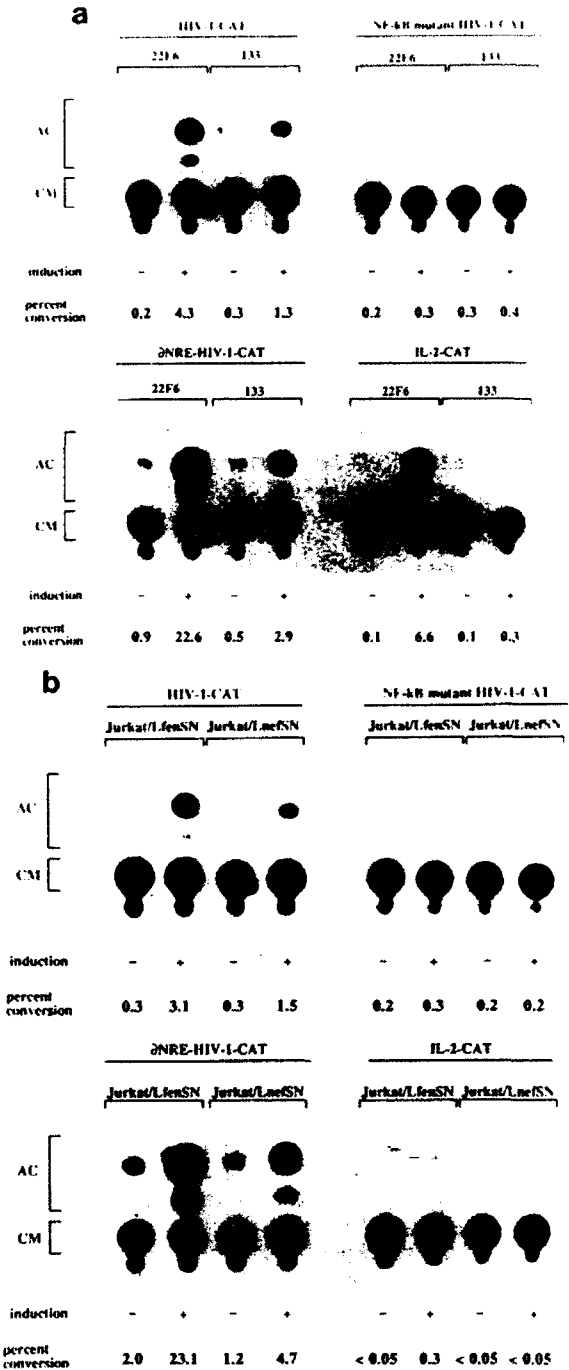 a
HIV-1-CAT
NF-kB mutant HIV-1-CAT
22F6 133
22F6 133
AC
CM
induction - + - + - + - +
percent conversion 0.2 4.3 0.3 1.3 0.2 0.3 0.3 0.4
∂NRE-HIV-1-CAT
IL-2-CAT
22F6 133
22F6 133
AC
CM
induction - + - + - + - +
percent conversion 0.9 22.6 0.5 2.9 0.1 6.6 0.1 0.3
b
HIV-1-CAT
NF-kB mutant HIV-1-CAT
Jurkat/LfenSN Jurkat/LnefSN
Jurkat/LfenSN Jurkat/LnefSN
AC
CM
induction - + - + - + - +
percent conversion 0.3 3.1 0.3 1.5 0.2 0.3 0.2 0.2
∂NRE-HIV-1-CAT
IL-2-CAT
Jurkat/LfenSN Jurkat/LnefSN
Jurkat/LfenSN Jurkat/LnefSN
AC
CM
induction - + - + - + - +
percent conversion 2.0 23.1 1.2 4.7 < 0.05 0.3 < 0.05 < 0.05